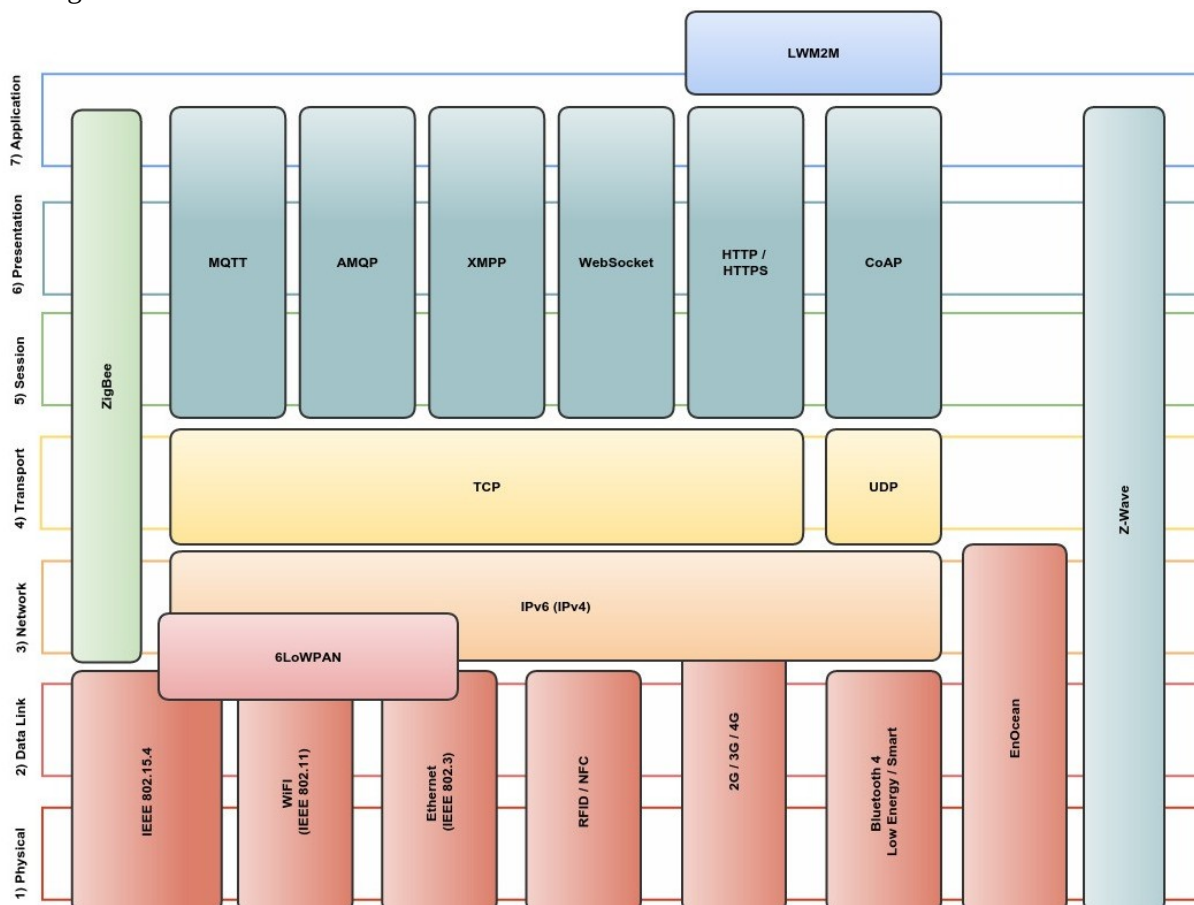 LWM2M
7) Application
6) Presentation
5) Session
4) Transport
3) Network
2) Data Link
1) Physical
ZigBee
MQTT
AMQP
XMPP
WebSocket
HTTP /
HTTPS
CoAP
TCP
UDP
Z-Wave
IPv6 (IPv4)
6LoWPAN
IEEE 802.15.4
WiFI
(IEEE 802.11)
Ethernet
(IEEE 802.3)
RFID / NFC
2G / 3G / 4G
Bluetooth 4
Low Energy / Smart
EnOcean